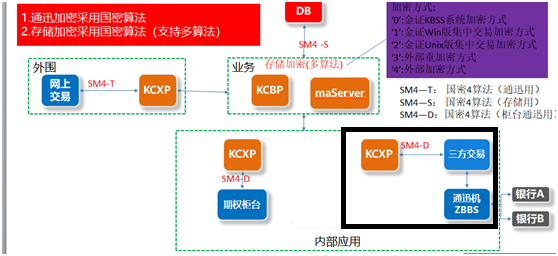 1.通迅加密采用国密算法
2.存储加密采用国密算法（支持多算法）
DB
加密方式:
'0':金证KBSS系统加密方式
'1':金证Win版集中交易加密方式
'2':金证Unix版集中交易加密方式
'3':外部重加密方式
'4':外部加密方式
SM4 -S
外围
业务
存储加密(多算法)
网上
交易
SM4-T
KCXP
KCBP
maServer
SM4—T： 国密4算法（通迅用）
SM4—S： 国密4算法（存储用）
SM4—D：国密4算法（柜台通迅用）
KCXP
SM4-D
期权柜台
KCXP
SM4-D
三方交易
通迅机
ZBBS
银行A
银行B
内部应用